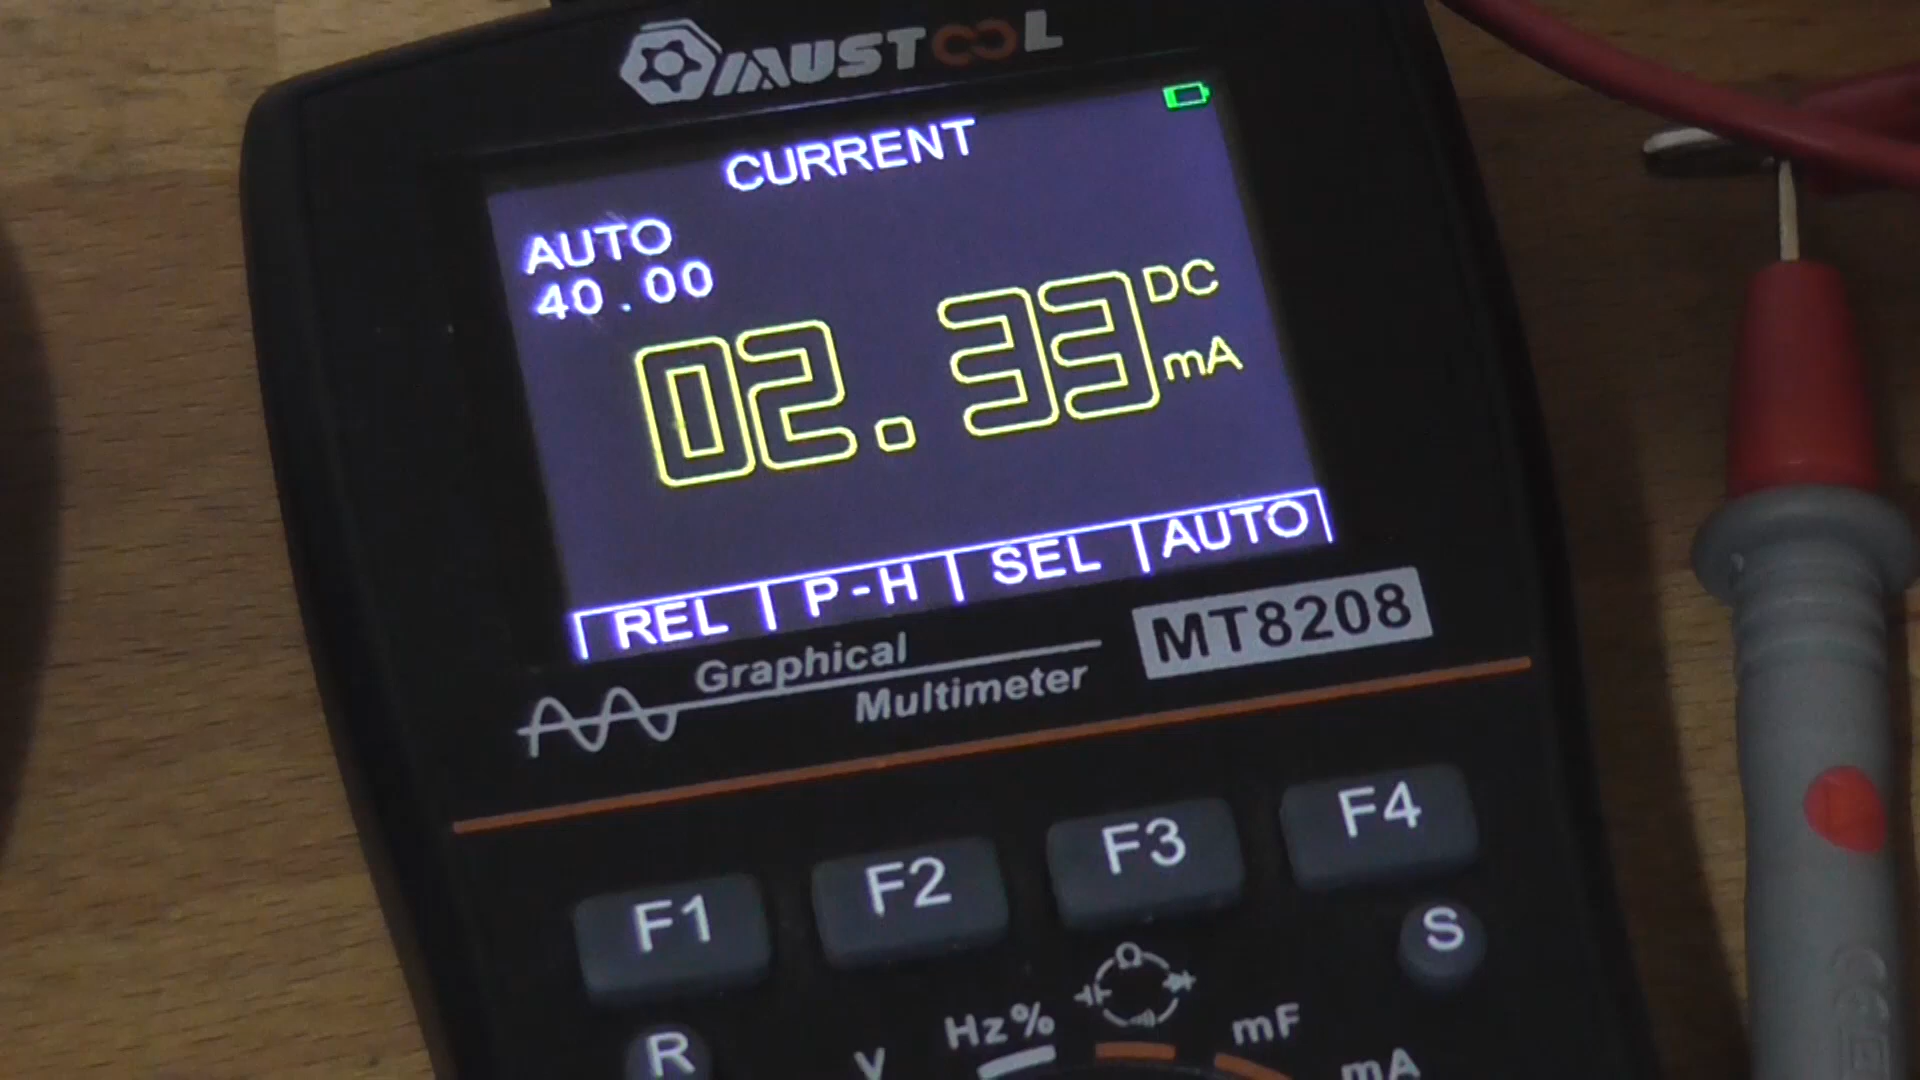 MUSTOOL
CURRENT
AUTO
40.00
02.33 DC mA
REL P-H SEL AUTO
Graphical
Multimeter
MT8208
F1 F2 F3 F4
S
R
V Hz% Ω mF mA